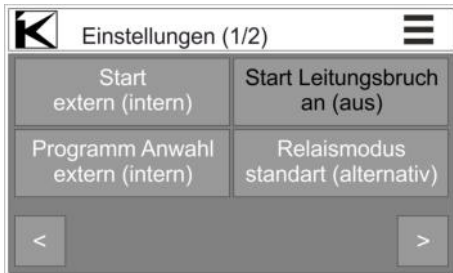 Einstellungen (1/2)
Start
extern (intern)
Start Leitungsbruch
an (aus)
Programm Anwahl
extern (intern)
Relaismodus
standart (alternativ)
<
>